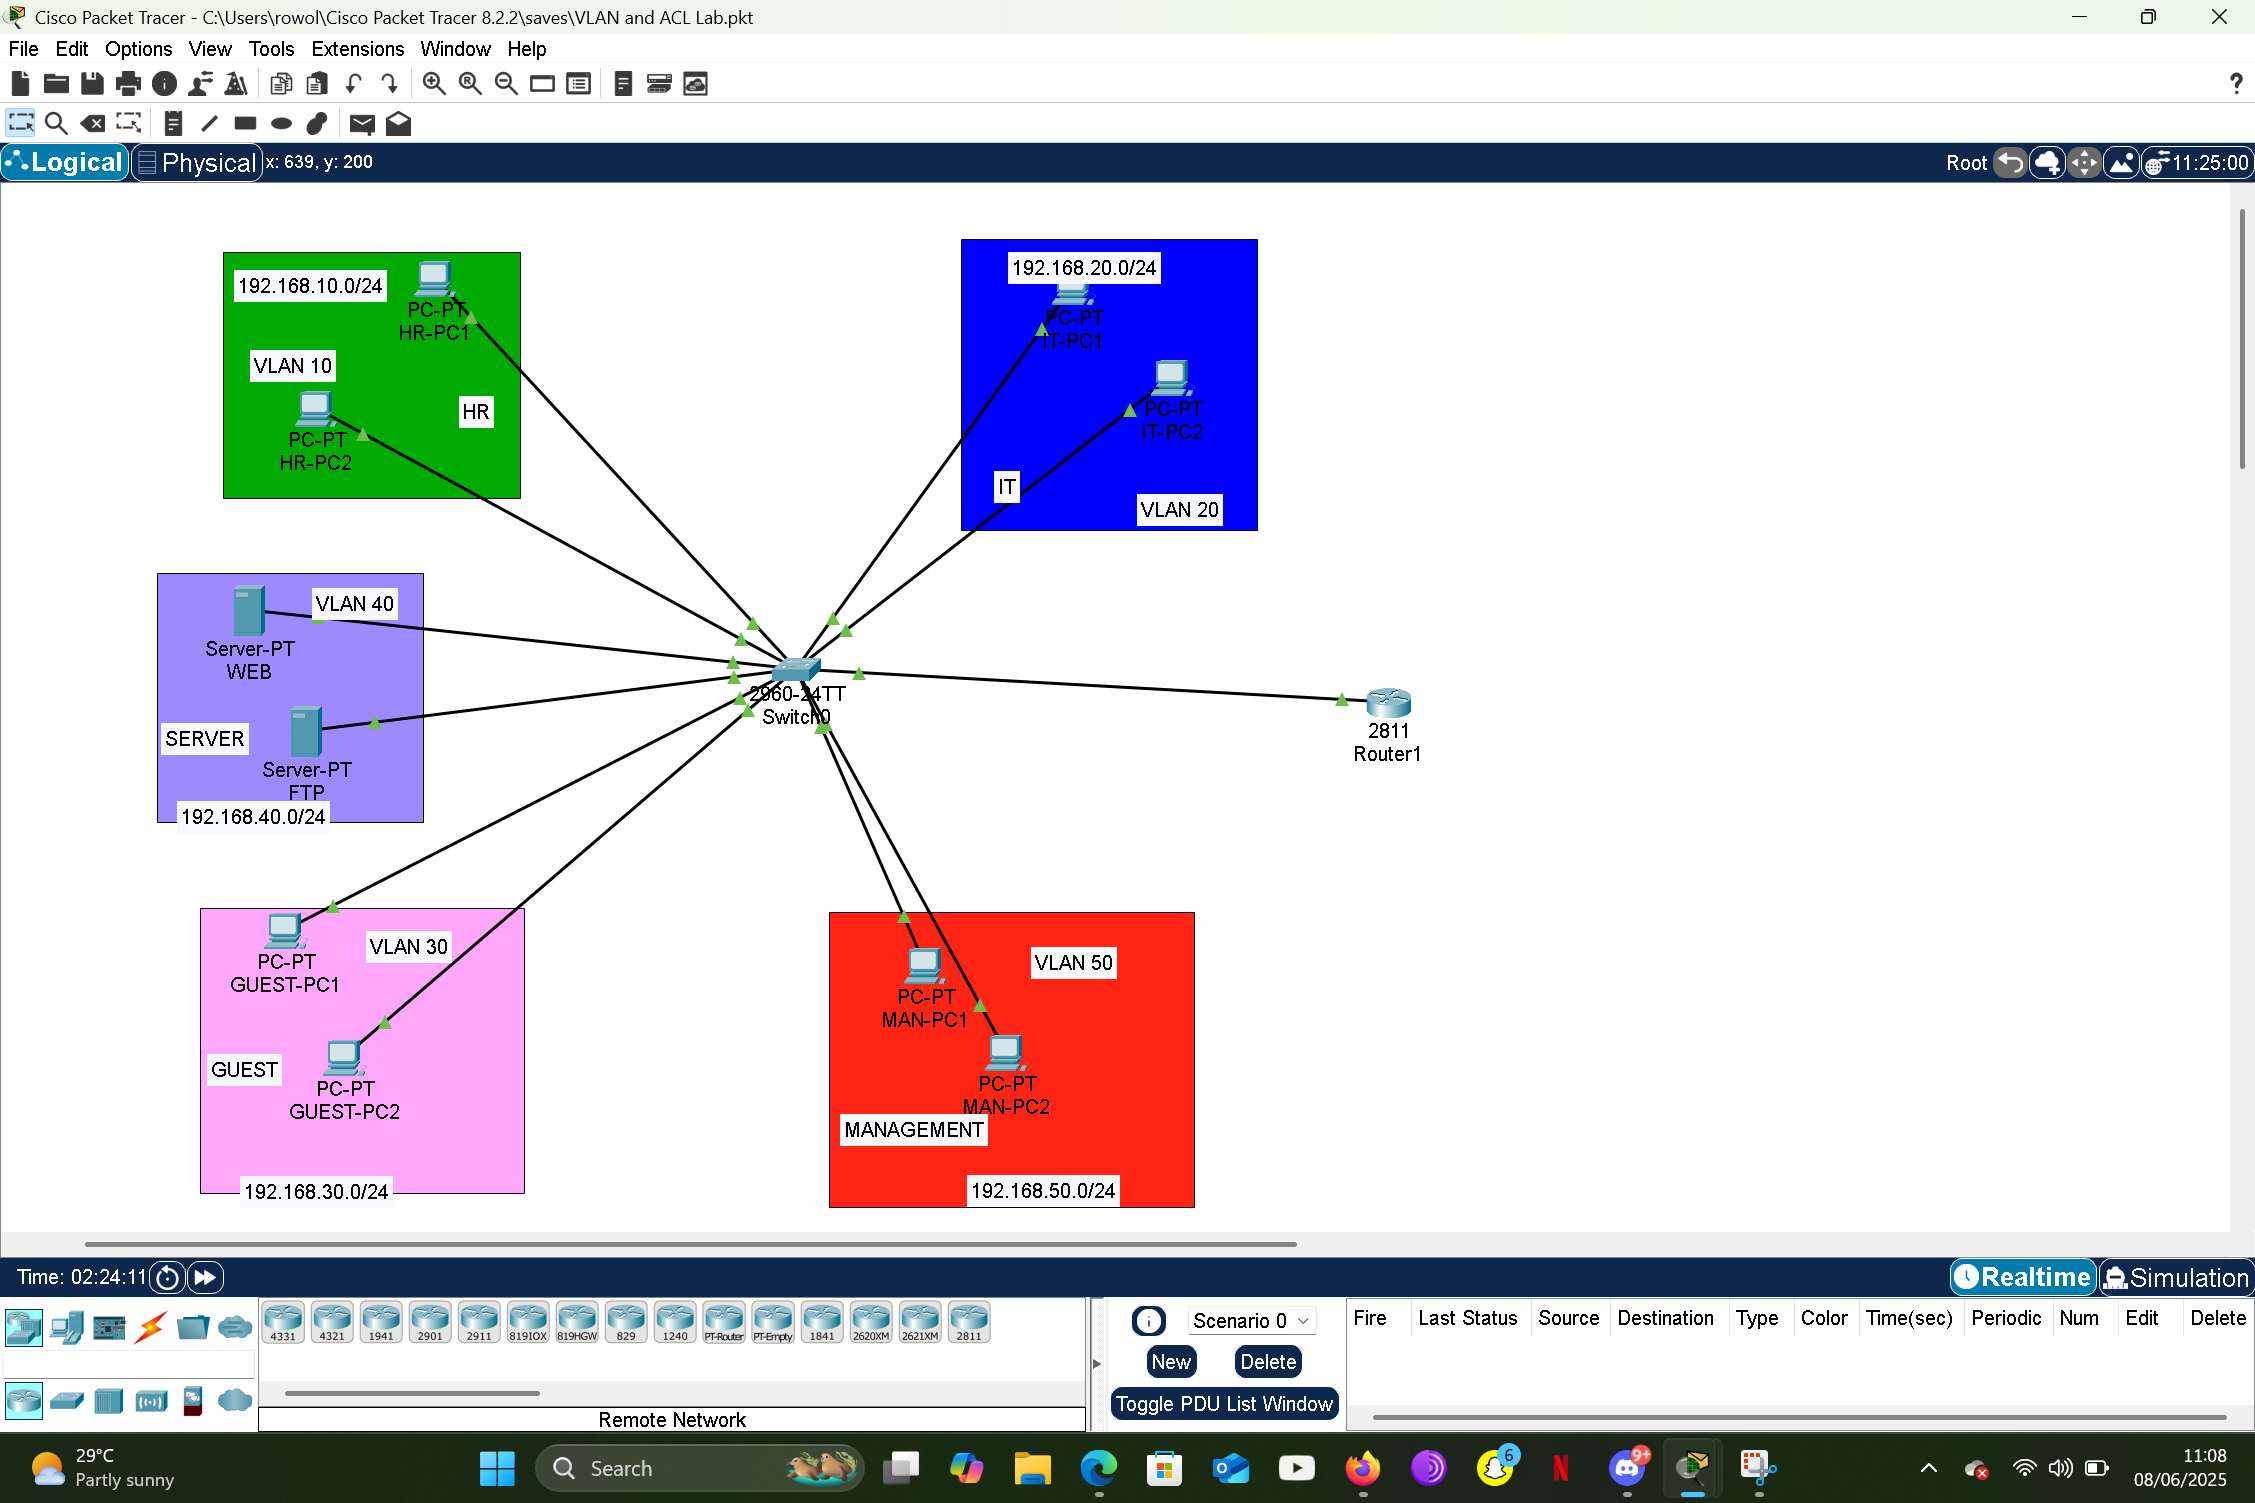 Cisco Packet Tracer - C:\Users\rowol\Cisco Packet Tracer 8.2.2\saves\VLAN and ACL Lab.pkt
File Edit Options View Tools Extensions Window Help
?
Logical Physical x: 639, y: 200 Root 11:25:00
192.168.10.0/24
PC-PT
HR-PC1
VLAN 10
HR
PC-PT
HR-PC2
192.168.20.0/24
PC-PT
IT-PC1
PC-PT
IT-PC2
IT
VLAN 20
VLAN 40
Server-PT
WEB
SERVER
Server-PT
FTP
192.168.40.0/24
2960-24TT
Switch0
2811
Router1
PC-PT
GUEST-PC1
VLAN 30
GUEST
PC-PT
GUEST-PC2
192.168.30.0/24
VLAN 50
PC-PT
MAN-PC1
PC-PT
MAN-PC2
MANAGEMENT
192.168.50.0/24
Time: 02:24:11 Realtime Simulation
4331 4321 1941 2901 2911 819IOX 819HGW 829 1240 PT-Router PT-Empty 1841 2620XM 2621XM 2811
Remote Network
Scenario 0
New Delete
Toggle PDU List Window
Fire Last Status Source Destination Type Color Time(sec) Periodic Num Edit Delete
29°C
Partly sunny
Search
6
N
9+
11:08
08/06/2025